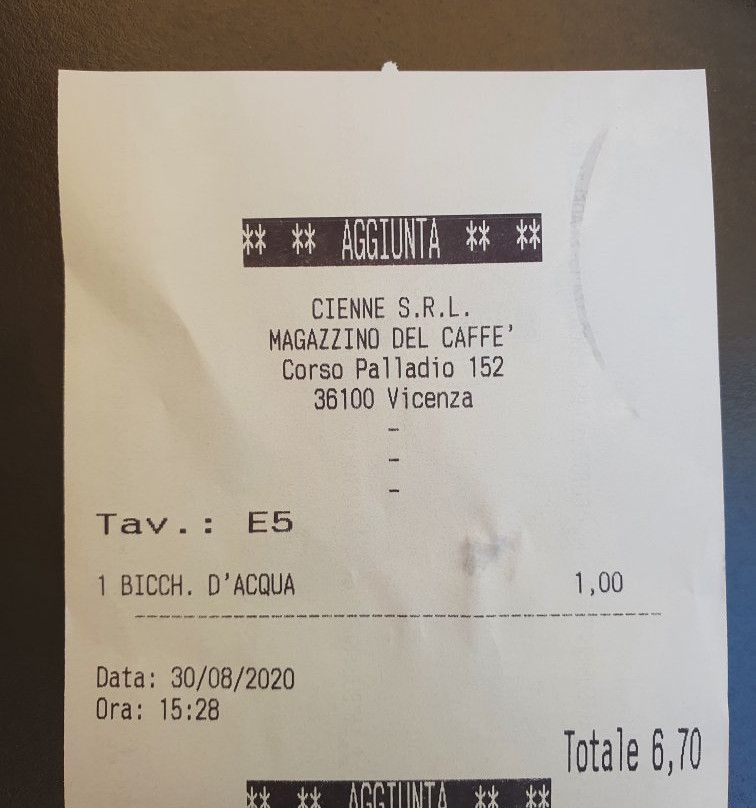 ** ** AGGIUNTA ** **
CIENNE S.R.L.
MAGAZZINO DEL CAFFE'
Corso Palladio 152
36100 Vicenza
-
-
-
Tav.: E5
1 BICCH. D'ACQUA 1,00
Data: 30/08/2020
Ora: 15:28
Totale 6,70
** ** AGGIUNTA ** **